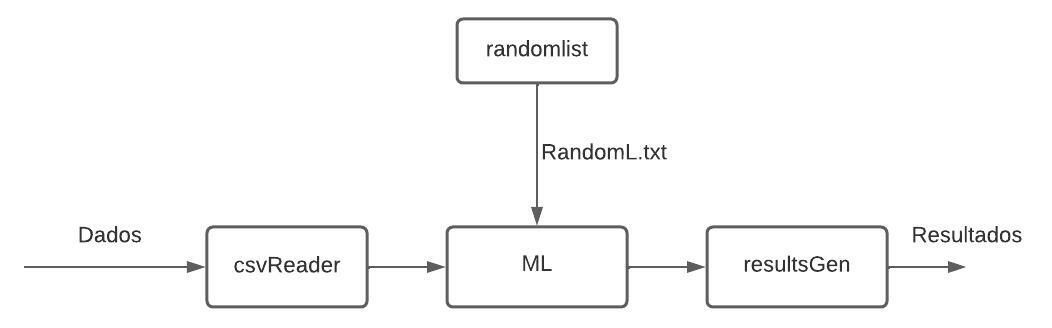 randomlist
RandomL.txt
Dados
csvReader
ML
resultsGen
Resultados